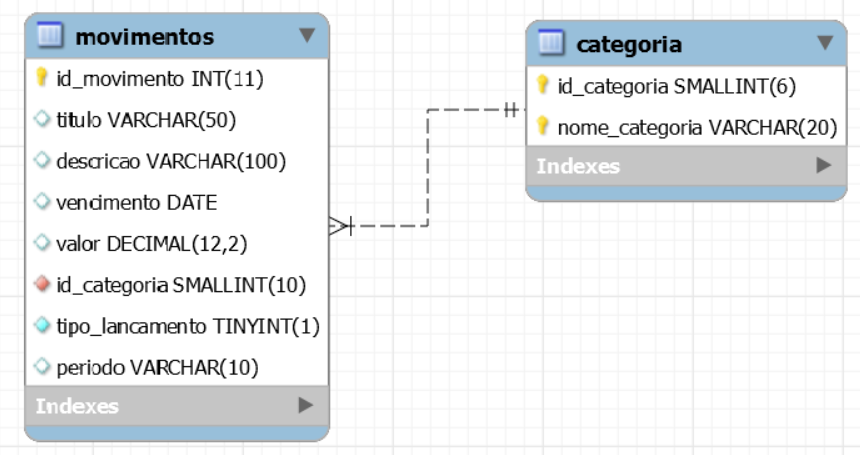 movimentos
id_movimento INT(11)
titulo VARCHAR(50)
descricao VARCHAR(100)
vencimento DATE
valor DECIMAL(12,2)
id_categoria SMALLINT(10)
tipo_lancamento TINYINT(1)
periodo VARCHAR(10)
Indexes
categoria
id_categoria SMALLINT(6)
nome_categoria VARCHAR(20)
Indexes